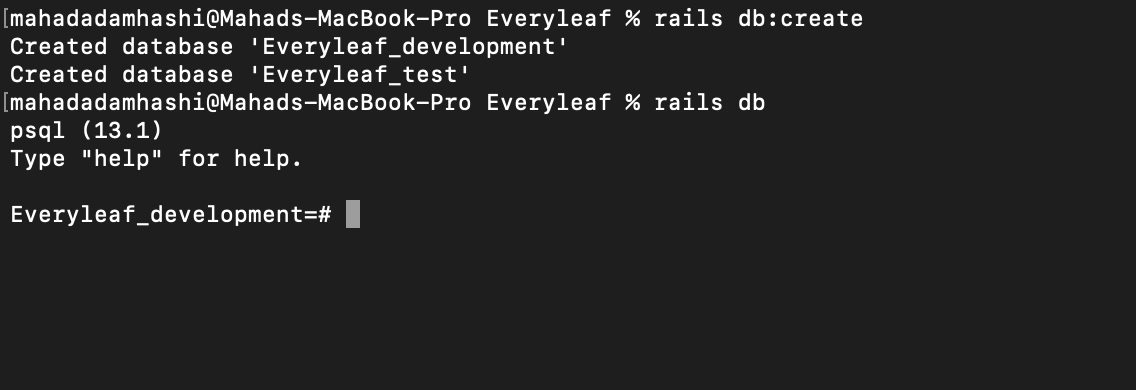 [mahadadamhashi@Mahads-MacBook-Pro Everyleaf % rails db:create
Created database 'Everyleaf_development'
Created database 'Everyleaf_test'
[mahadadamhashi@Mahads-MacBook-Pro Everyleaf % rails db
psql (13.1)
Type "help" for help.
Everyleaf_development=#